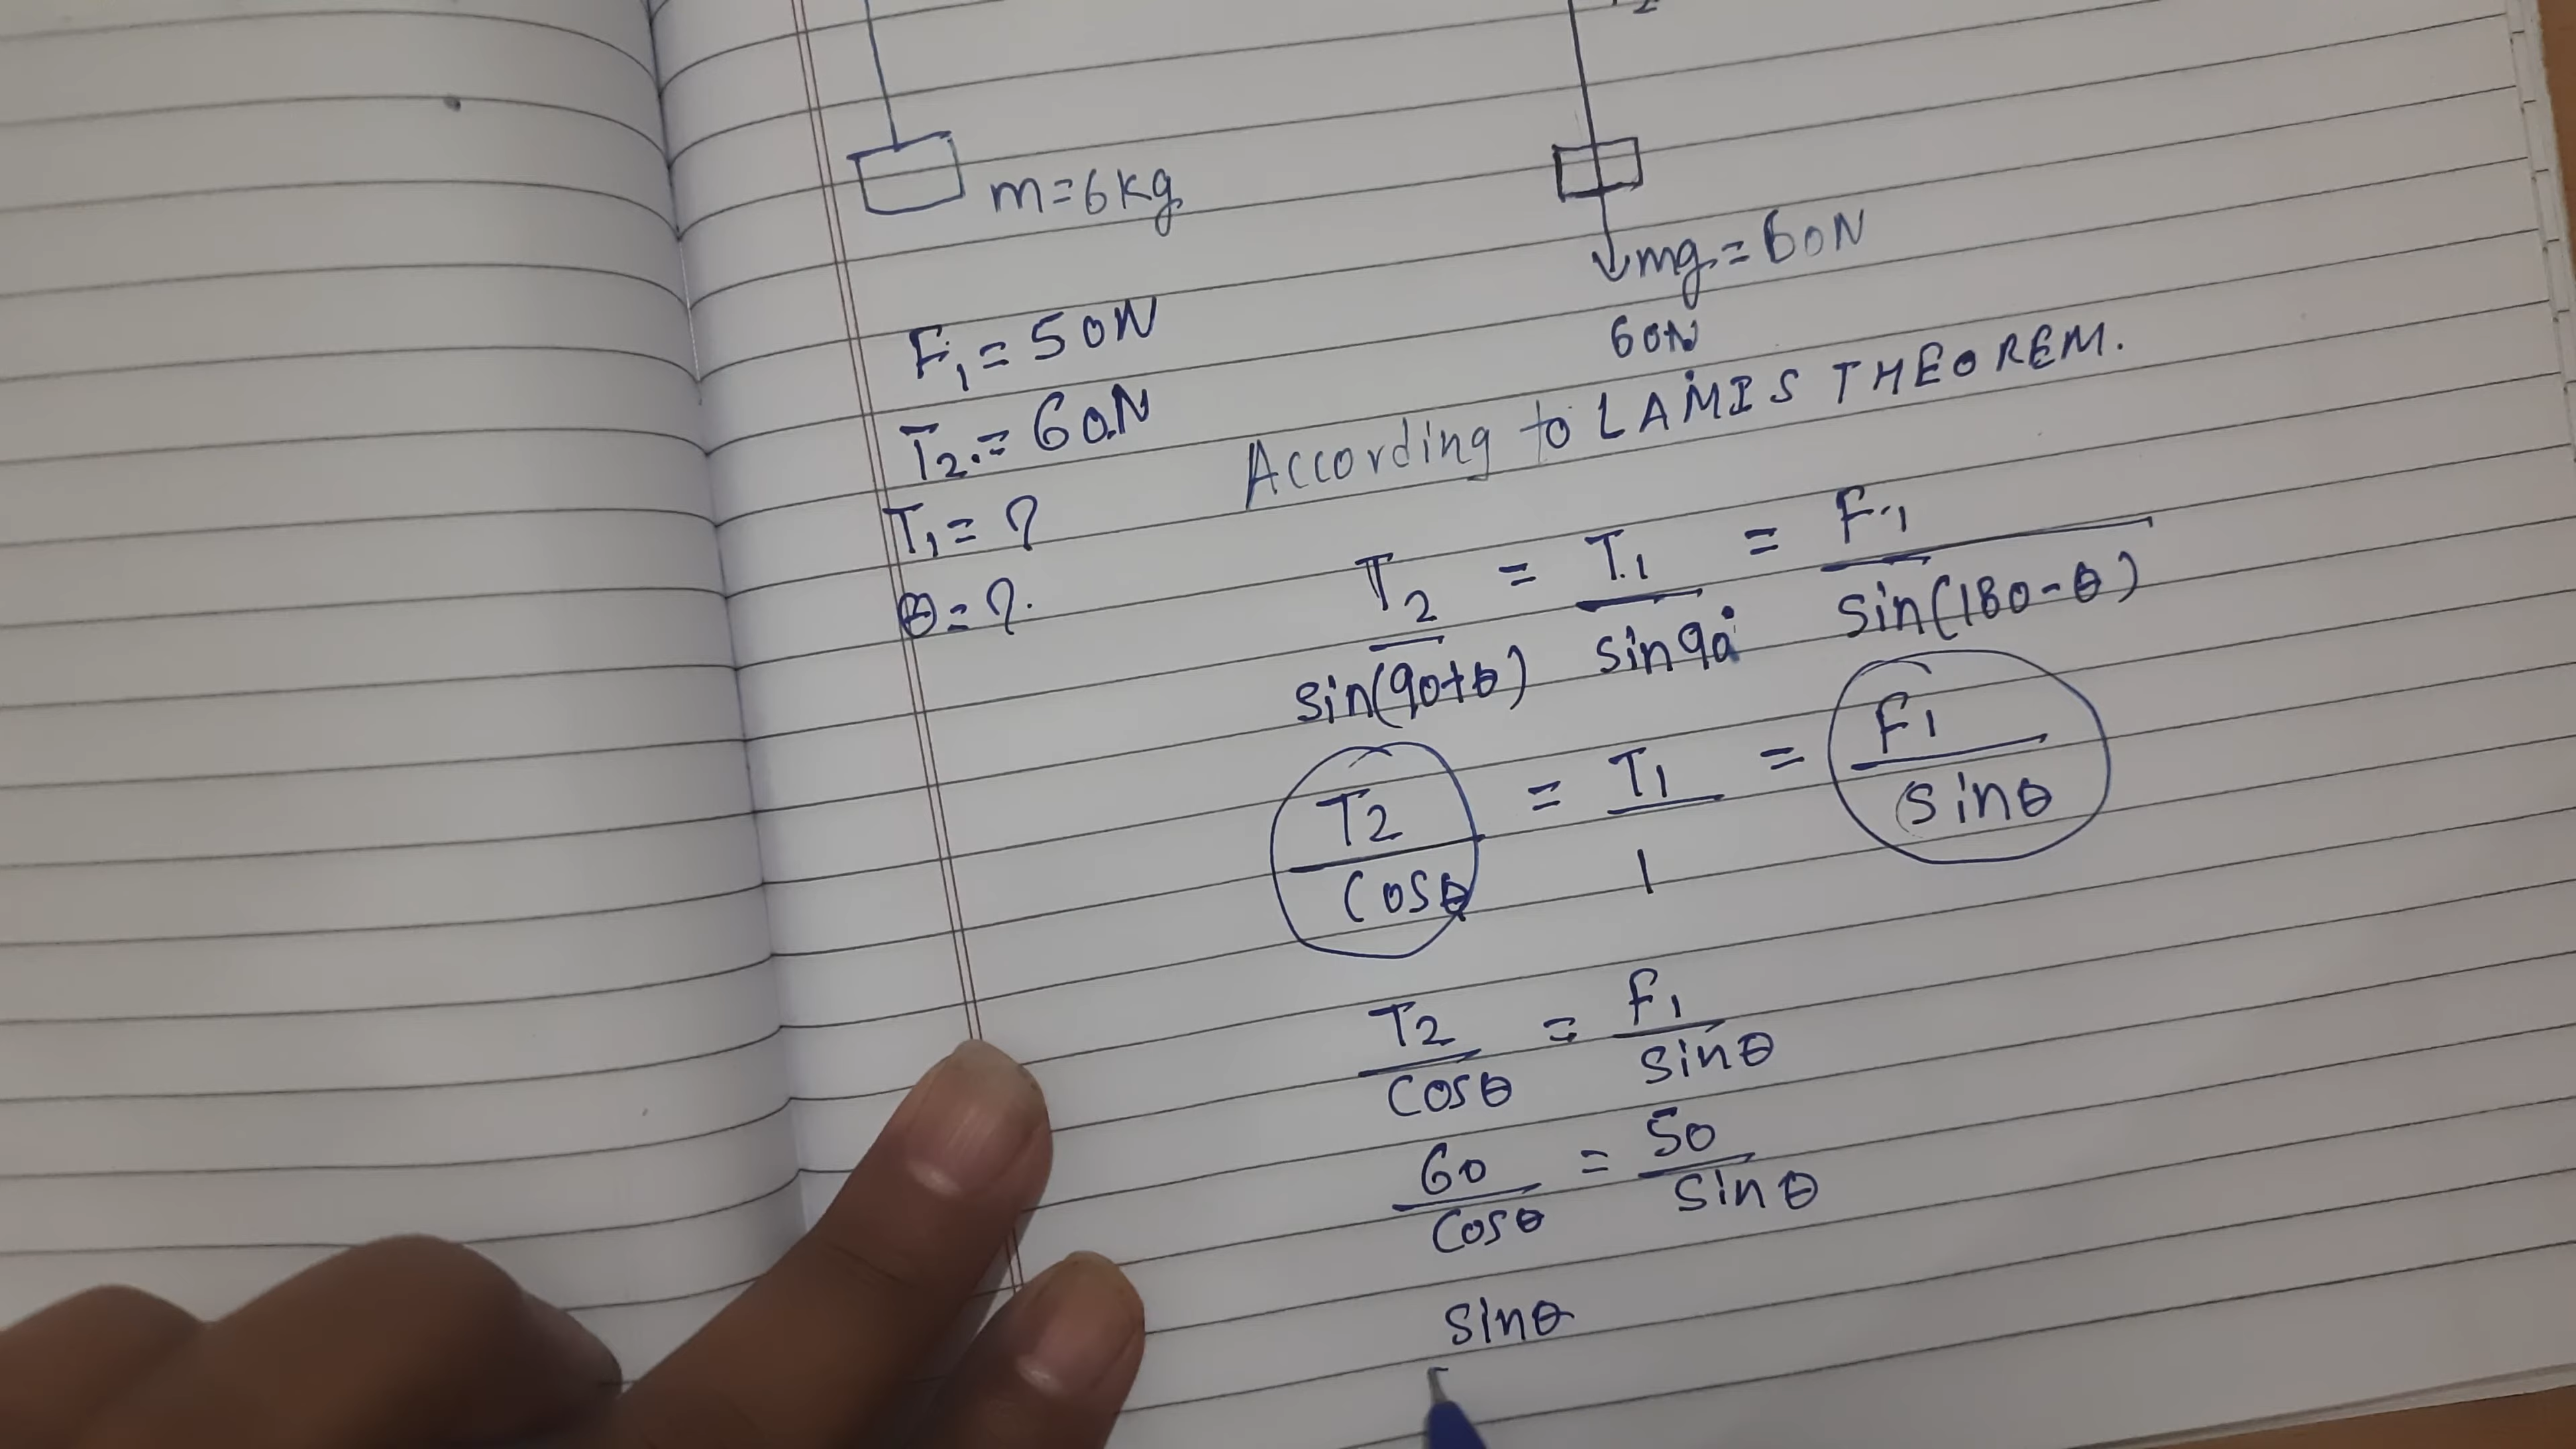 2
m=6kg
mg=60N
60N
F1=50N
T2.=60N
T1=?
θ=?.
According to LAMIS THEOREM.
T2/sin(90+θ) = T1/sin90° = F1/sin(180-θ)
T2/cosθ = T1/1 = F1/sinθ
T2/cosθ = F1/sinθ
60/cosθ = 50/sinθ
sinθ